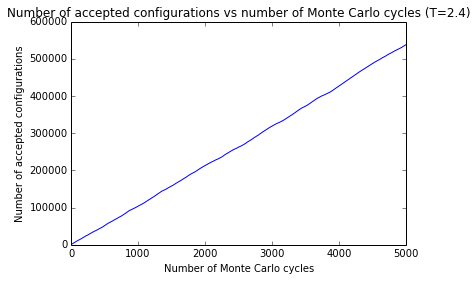 Number of accepted configurations vs number of Monte Carlo cycles (T=2.4)
600000
500000
400000
300000
200000
100000
0
Number of accepted configurations
0 1000 2000 3000 4000 5000
Number of Monte Carlo cycles